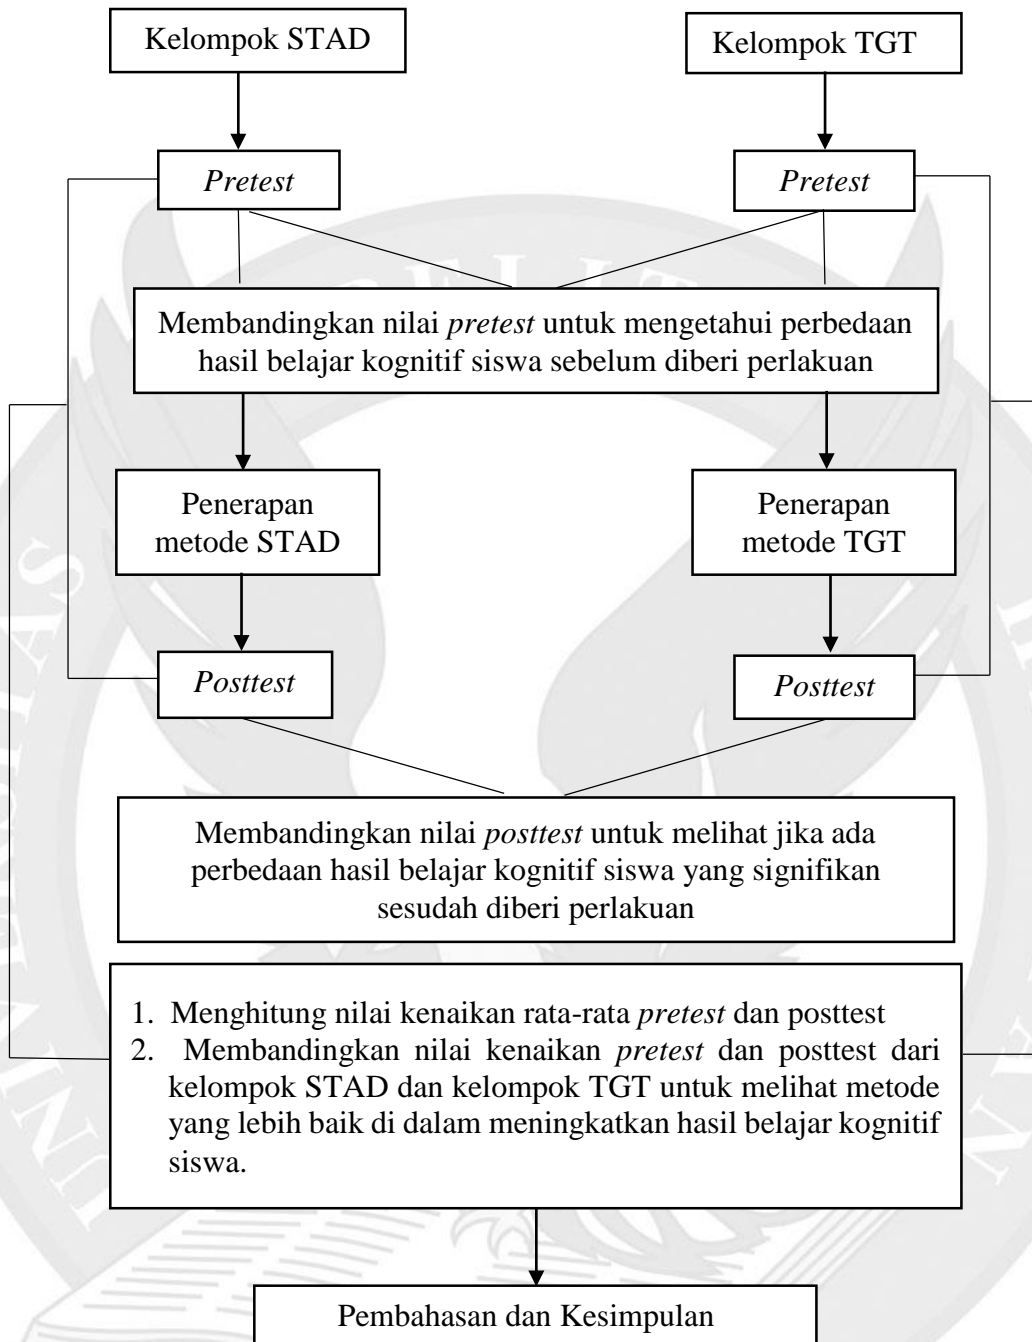 Kelompok STAD
Kelompok TGT
Pretest
Pretest
Membandingkan nilai pretest untuk mengetahui perbedaan
hasil belajar kognitif siswa sebelum diberi perlakuan
Penerapan
metode STAD
Penerapan
metode TGT
Posttest
Posttest
Membandingkan nilai posttest untuk melihat jika ada
perbedaan hasil belajar kognitif siswa yang signifikan
sesudah diberi perlakuan
1. Menghitung nilai kenaikan rata-rata pretest dan posttest
2. Membandingkan nilai kenaikan pretest dan posttest dari
kelompok STAD dan kelompok TGT untuk melihat metode
yang lebih baik di dalam meningkatkan hasil belajar kognitif
siswa.
Pembahasan dan Kesimpulan